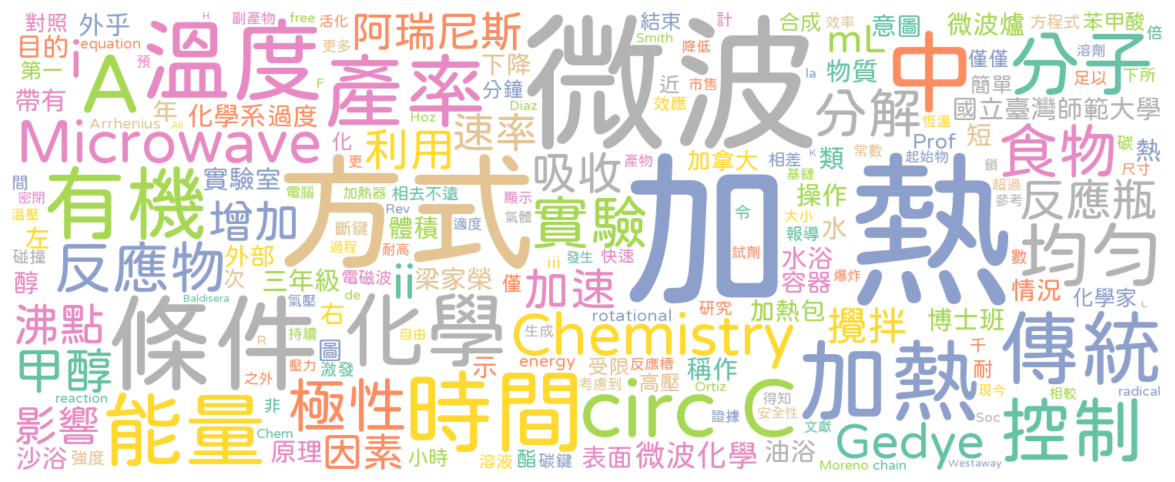 對照
外乎
副產物
free
活化
更多
H
阿瑞尼斯
結束
Smith
降低
計
合成
效率
意圖
微波爐
方程式
苯甲酸
倍
目的
equation
溫度
i
預
F
微波
mL
中
分子
溶劑
足以
下所
第一
A
產率
下降
分鐘
近
市售
la
物質
僅僅
簡單
帶有
年
化學系
過度
Diaz
效應
分解
國立臺灣師範大學
Arrhenius
Ali
Hoz
速率
恆溫
Prof
短
碳
熱
Microwave
化
更
利用
吸收
產物
加拿大
相差
K
常數
類
起始物
食物
鎖
尺寸
間
有機
實驗室
電腦
加熱器
相去不遠
顯示
基鏈
操作
超過
參考
密閉
溫壓
增加
斷鍵
Rev
適度
體積
氣體
實驗
加熱
令
大小
報導
水
反應瓶
碰撞
左
反應物
外部
過程
耐高
iii
發生
快速
試劑
水浴
數
均勻
醇
次
三年級
電磁波
梁家榮
僅
研究
容器
爆炸
情況
化學家
沸點
Baldisera
氣壓
ii
de
右
加速
rotational
加熱包
攪拌
博士班
L
條件
R
持續
圖
激發
自由
化學
生成
Chemistry
千
耐
傳統
甲醇
壓力
之外
示
energy
受限
反應槽
稱作
得知
加熱
現今
相較
reaction
影響
能量
非
極性
時間
考慮到
高壓
Ortiz
circ
C
證據
安全性
文獻
Soc
radical
控制
Chem
Gedye
沙浴
強度
原理
因素
小時
溶液
酯
碳鍵
表面
微波化學
油浴
Moreno
chain
Westaway
方式